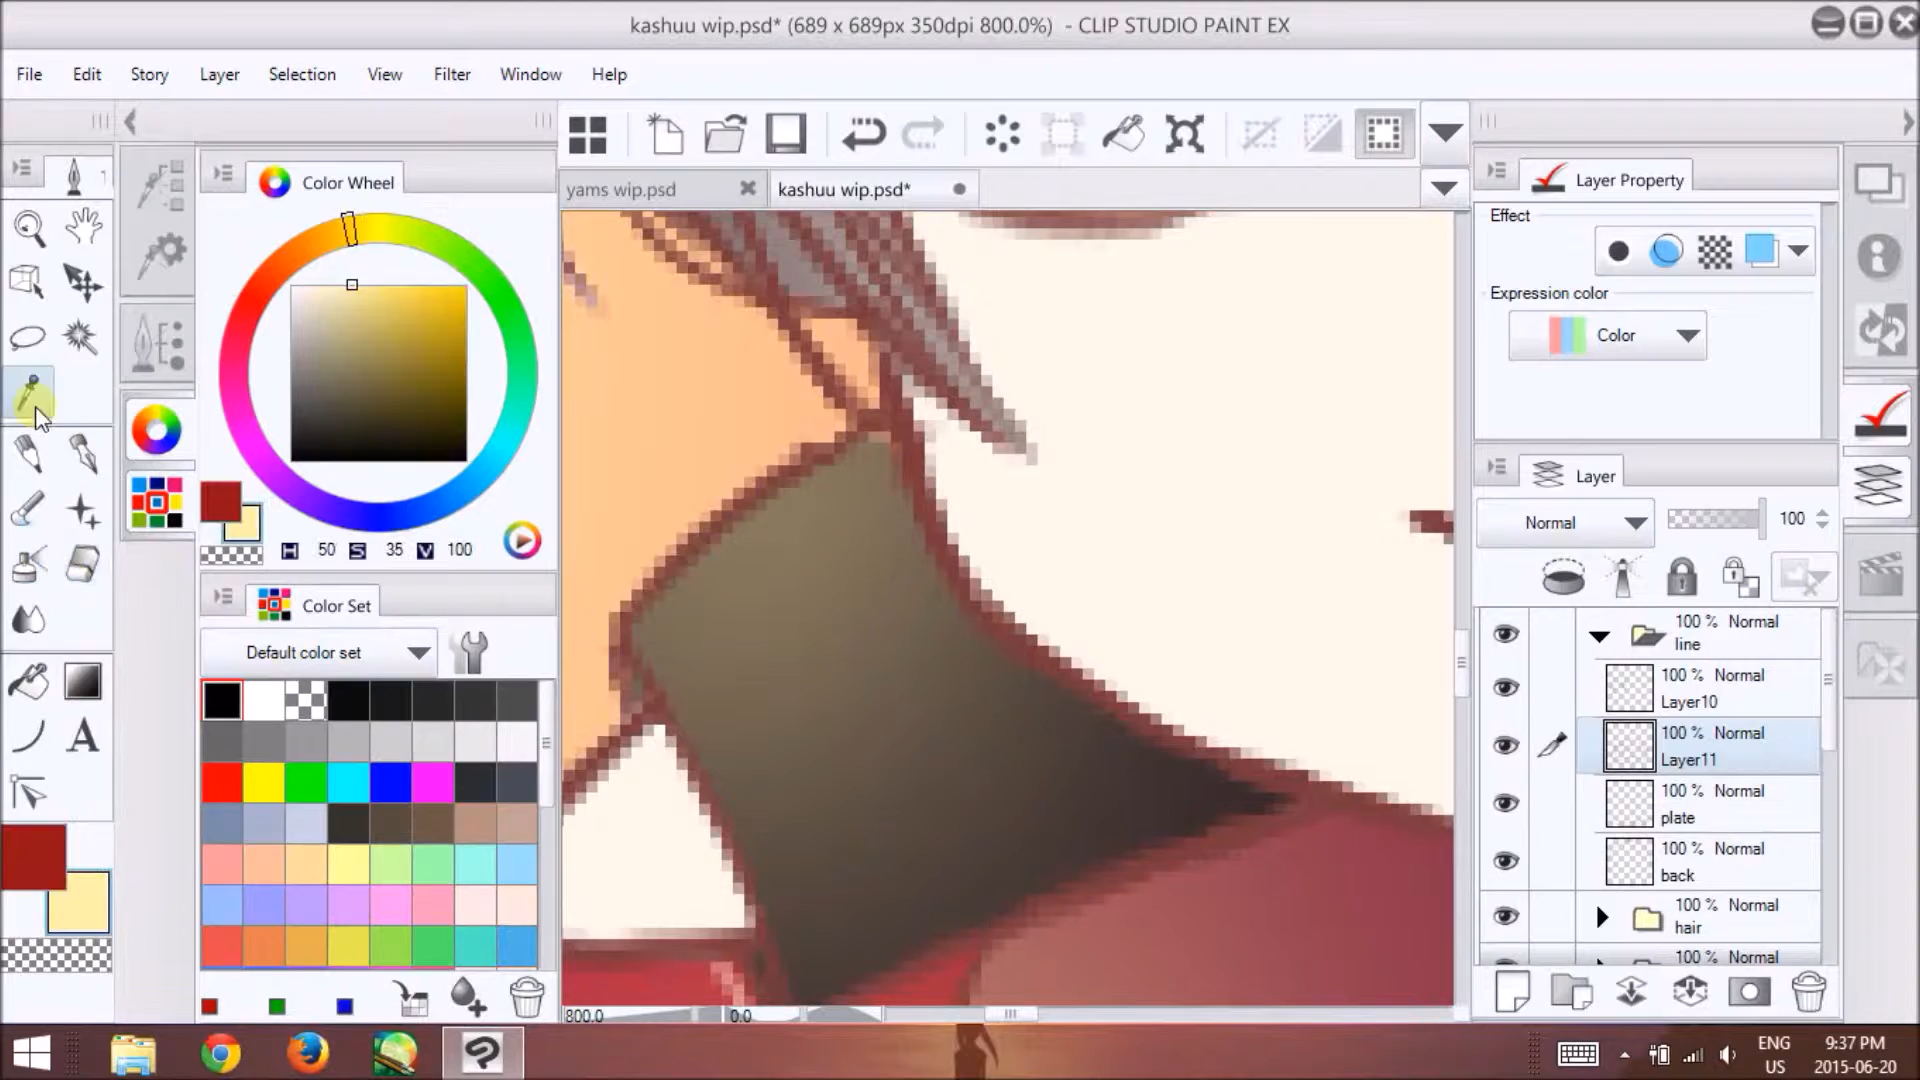 kashuu wip.psd* (689 x 689px 350dpi 800.0%) - CLIP STUDIO PAINT EX
File Edit Story Layer Selection View Filter Window Help
Color Wheel
yams wip.psd
kashuu wip.psd*
H 50 S 35 V 100
Color Set
Default color set
A
800.0
0.0
Layer Property
Effect
Expression color
Color
Layer
Normal
100
100 % Normal
line
100 % Normal
Layer10
100 % Normal
Layer11
100 % Normal
plate
100 % Normal
back
100 % Normal
hair
100 % Normal
ENG
US
9:37 PM
2015-06-20